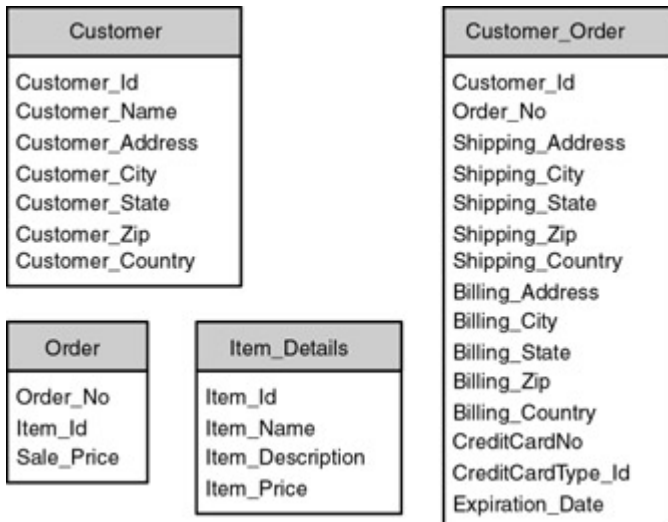 Customer
Customer_Id
Customer_Name
Customer_Address
Customer_City
Customer_State
Customer_Zip
Customer_Country
Order
Order_No
Item_Id
Sale_Price
Item_Details
Item_Id
Item_Name
Item_Description
Item_Price
Customer_Order
Customer_Id
Order_No
Shipping_Address
Shipping_City
Shipping_State
Shipping_Zip
Shipping_Country
Billing_Address
Billing_City
Billing_State
Billing_Zip
Billing_Country
CreditCardNo
CreditCardType_Id
Expiration_Date